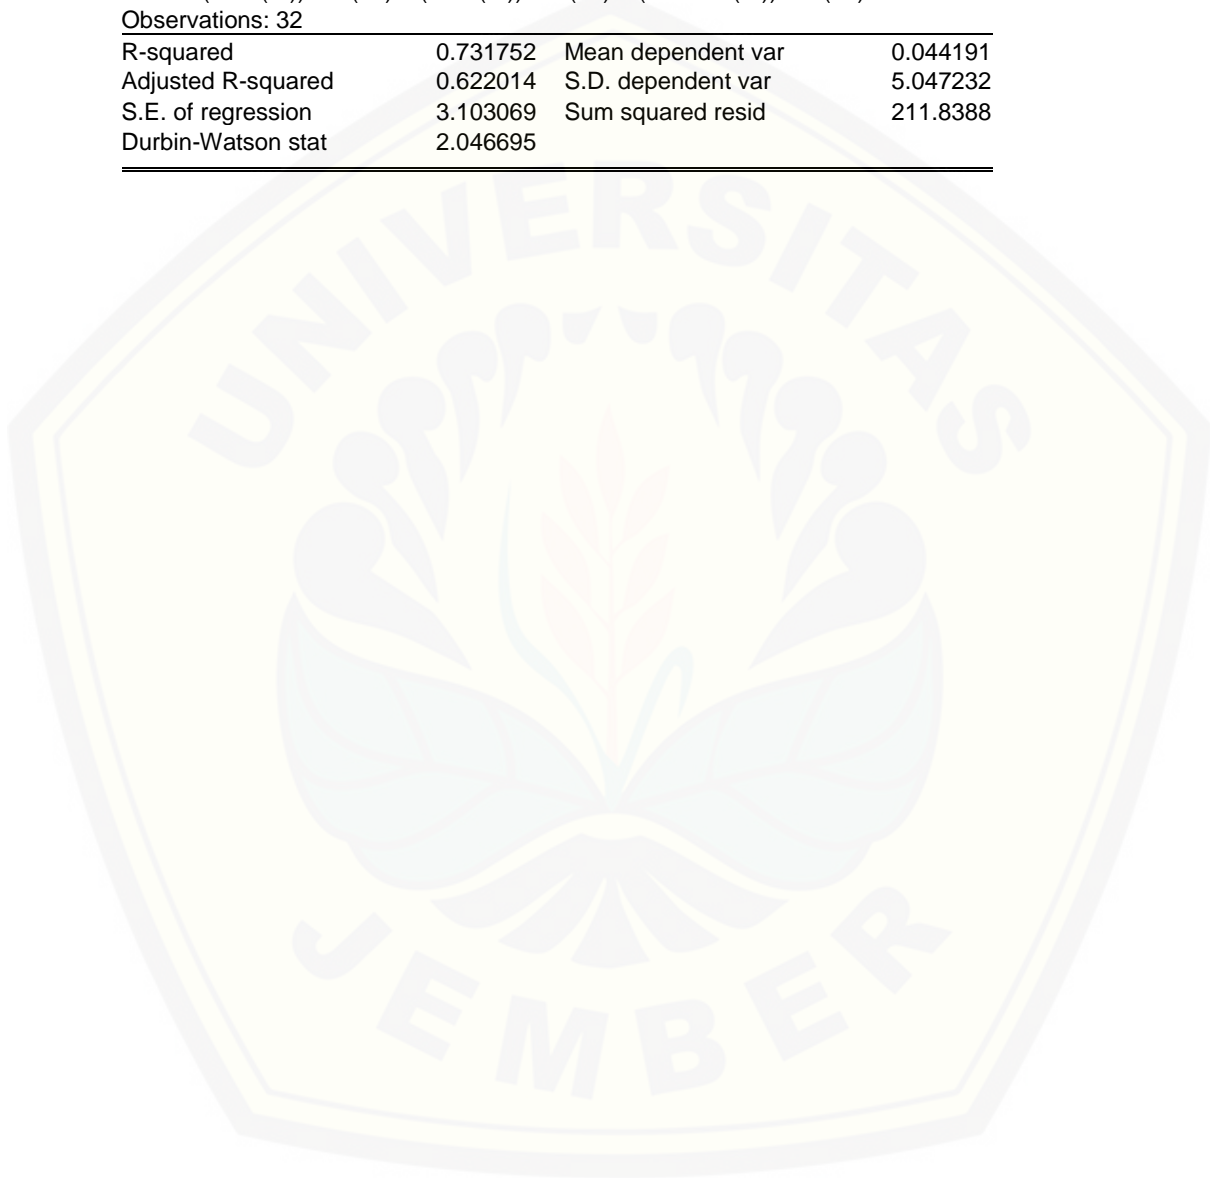 Observations: 32
R-squared 0.731752 Mean dependent var 0.044191
Adjusted R-squared 0.622014 S.D. dependent var 5.047232
S.E. of regression 3.103069 Sum squared resid 211.8388
Durbin-Watson stat 2.046695
UNIVERSITAS
JEMBER